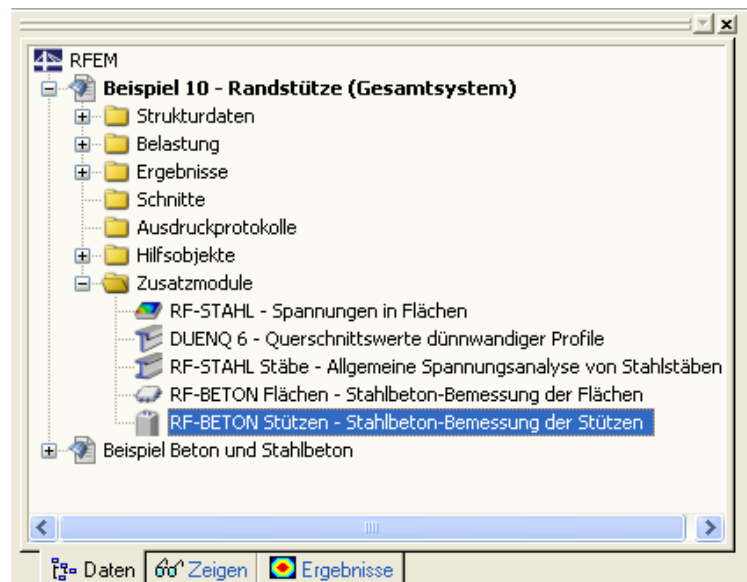 RFEM
Beispiel 10 - Randstütze (Gesamtsystem)
Strukturdaten
Belastung
Ergebnisse
Schnitte
Ausdruckprotokolle
Hilfsobjekte
Zusatzmodule
RF-STAHL - Spannungen in Flächen
DUENQ 6 - Querschnittswerte dünnwandiger Profile
RF-STAHL Stäbe - Allgemeine Spannungsanalyse von Stahlstäben
RF-BETON Flächen - Stahlbeton-Bemessung der Flächen
RF-BETON Stützen - Stahlbeton-Bemessung der Stützen
Beispiel Beton und Stahlbeton
Daten Zeigen Ergebnisse